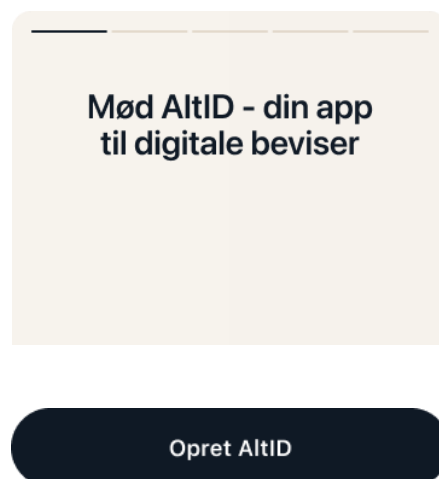 Mød AltID - din app
til digitale beviser
Opret AltID